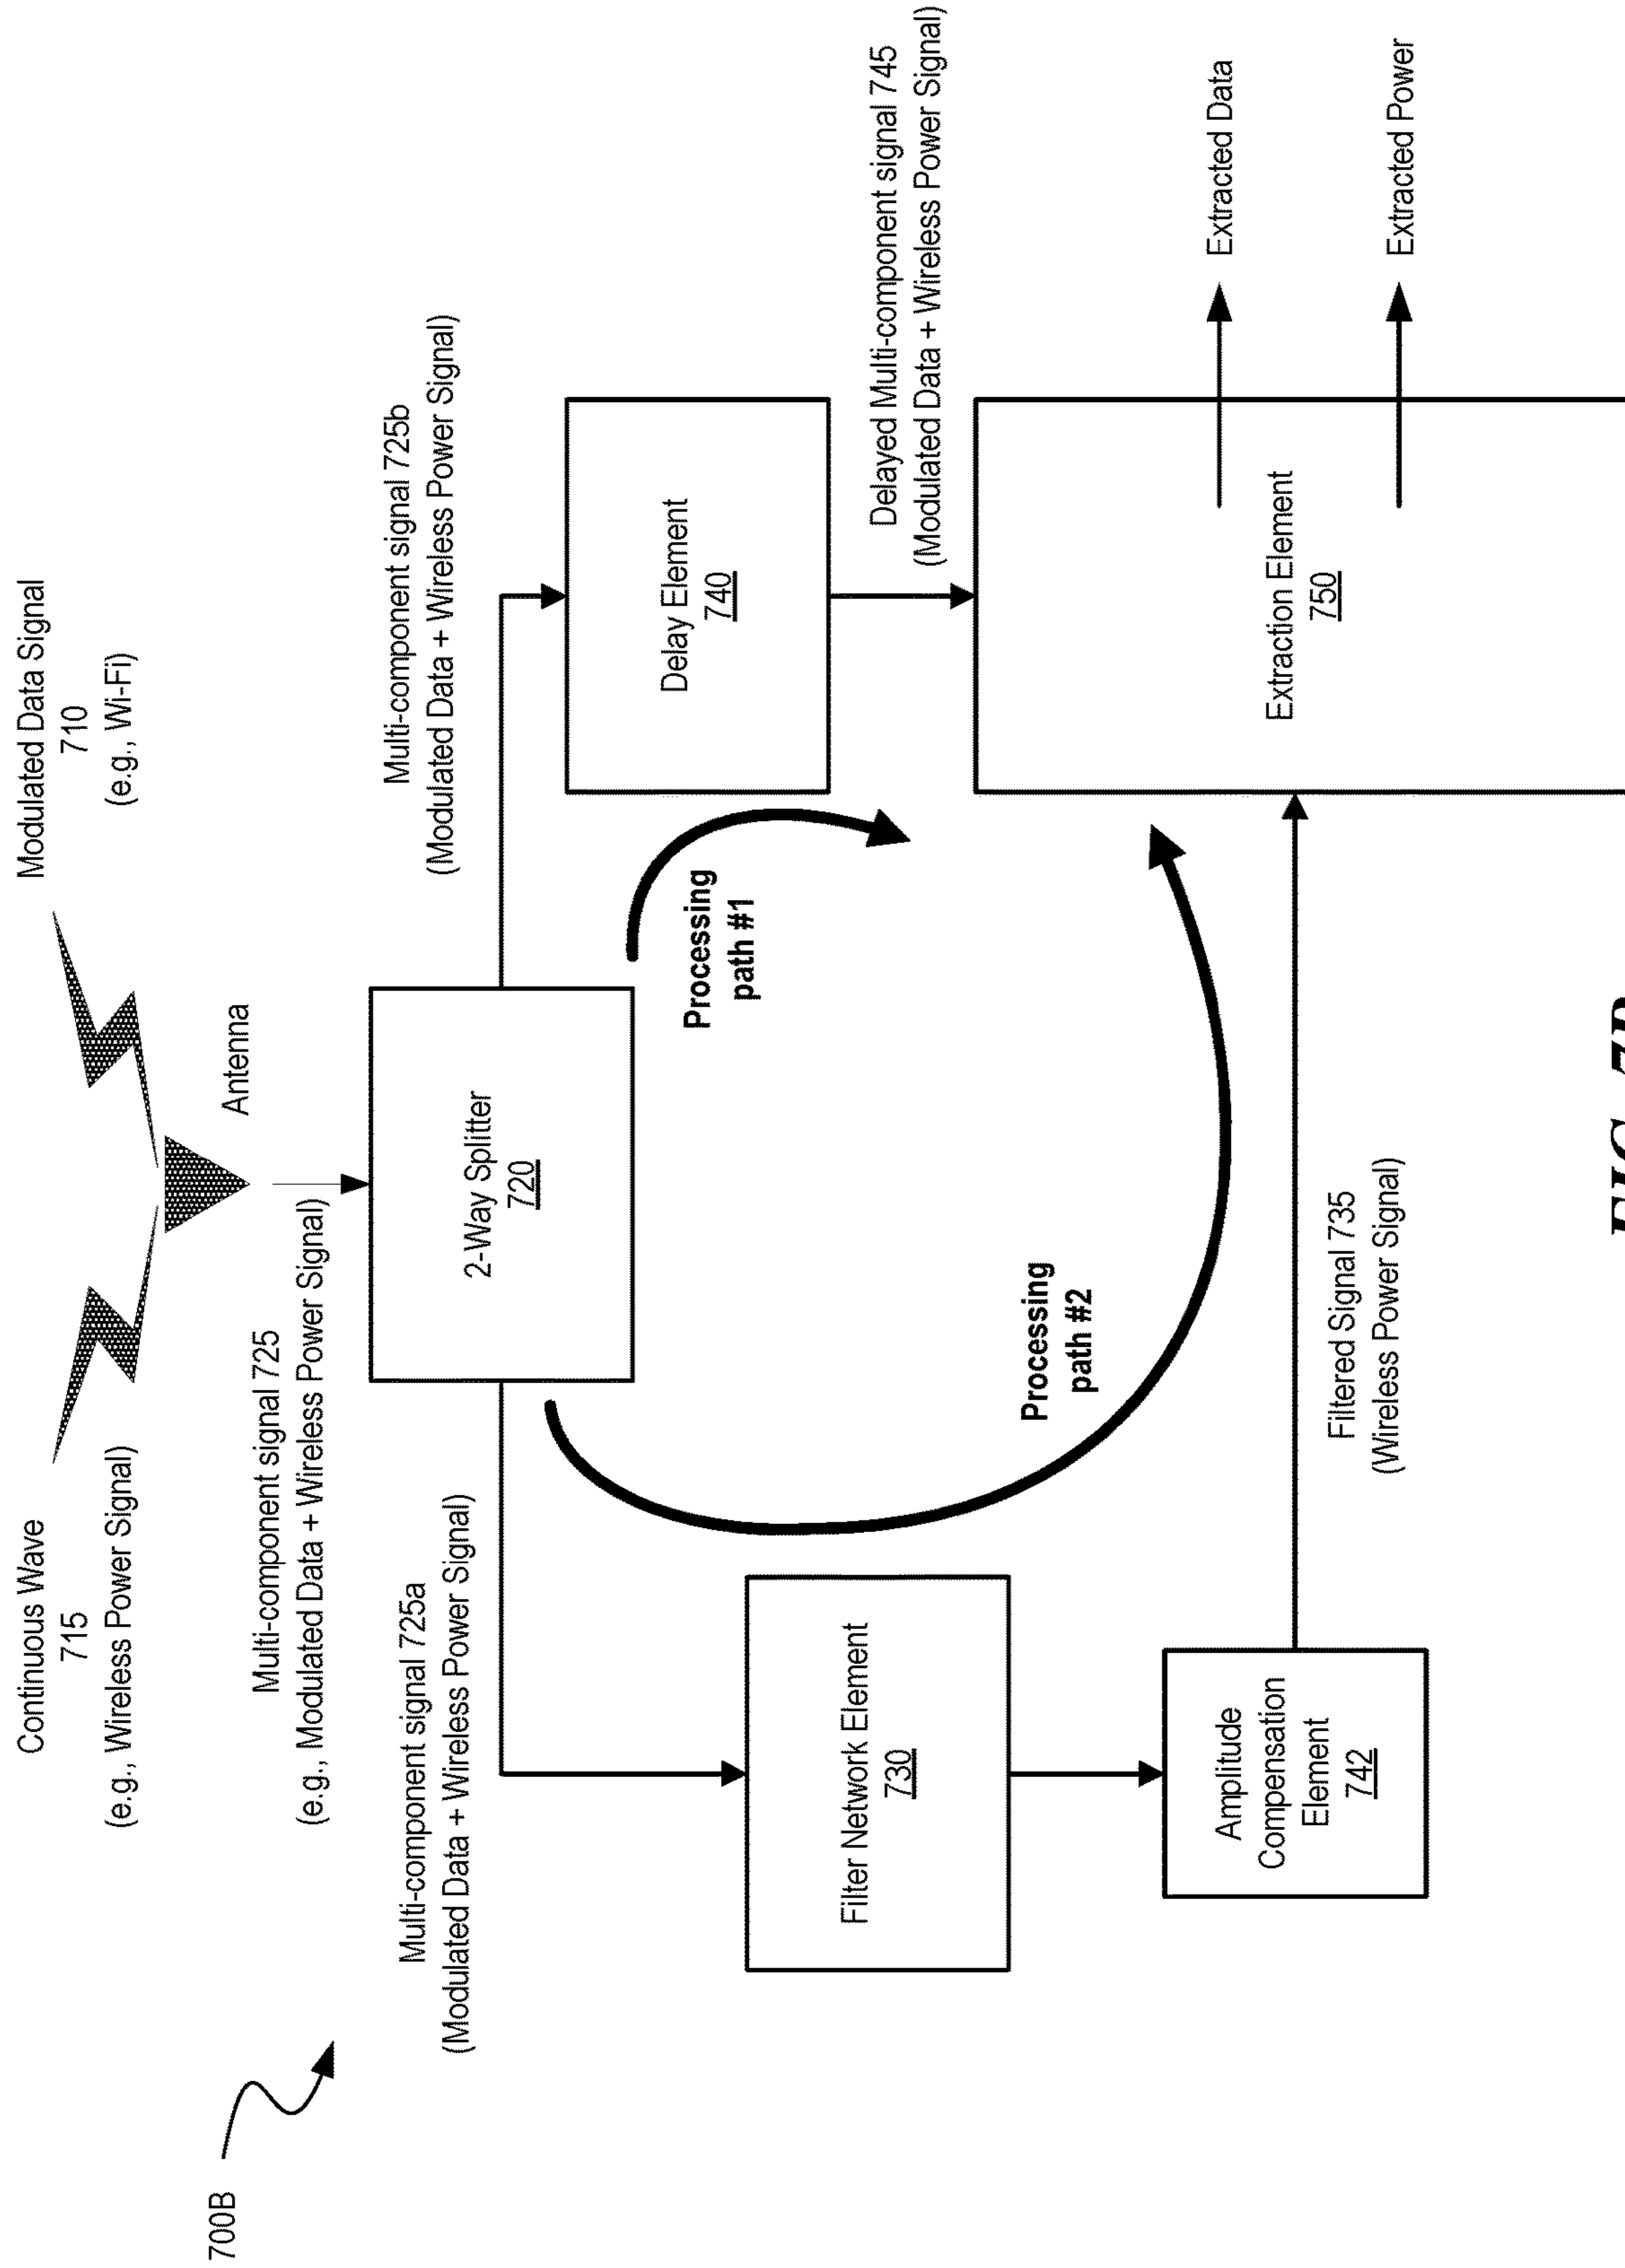 700B
Continuous Wave
715
(e.g., Wireless Power Signal)
Modulated Data Signal
710
(e.g., Wi-Fi)
Antenna
Multi-component signal 725
(e.g., Modulated Data + Wireless Power Signal)
2-Way Splitter
720
Multi-component signal 725a
(Modulated Data + Wireless Power Signal)
Multi-component signal 725b
(Modulated Data + Wireless Power Signal)
Processing
path #1
Delay Element
740
Filter Network Element
730
Delayed Multi-component signal 745
(Modulated Data + Wireless Power Signal)
Processing
path #2
Amplitude
Compensation
Element
742
Filtered Signal 735
(Wireless Power Signal)
Extraction Element
750
Extracted Data
Extracted Power